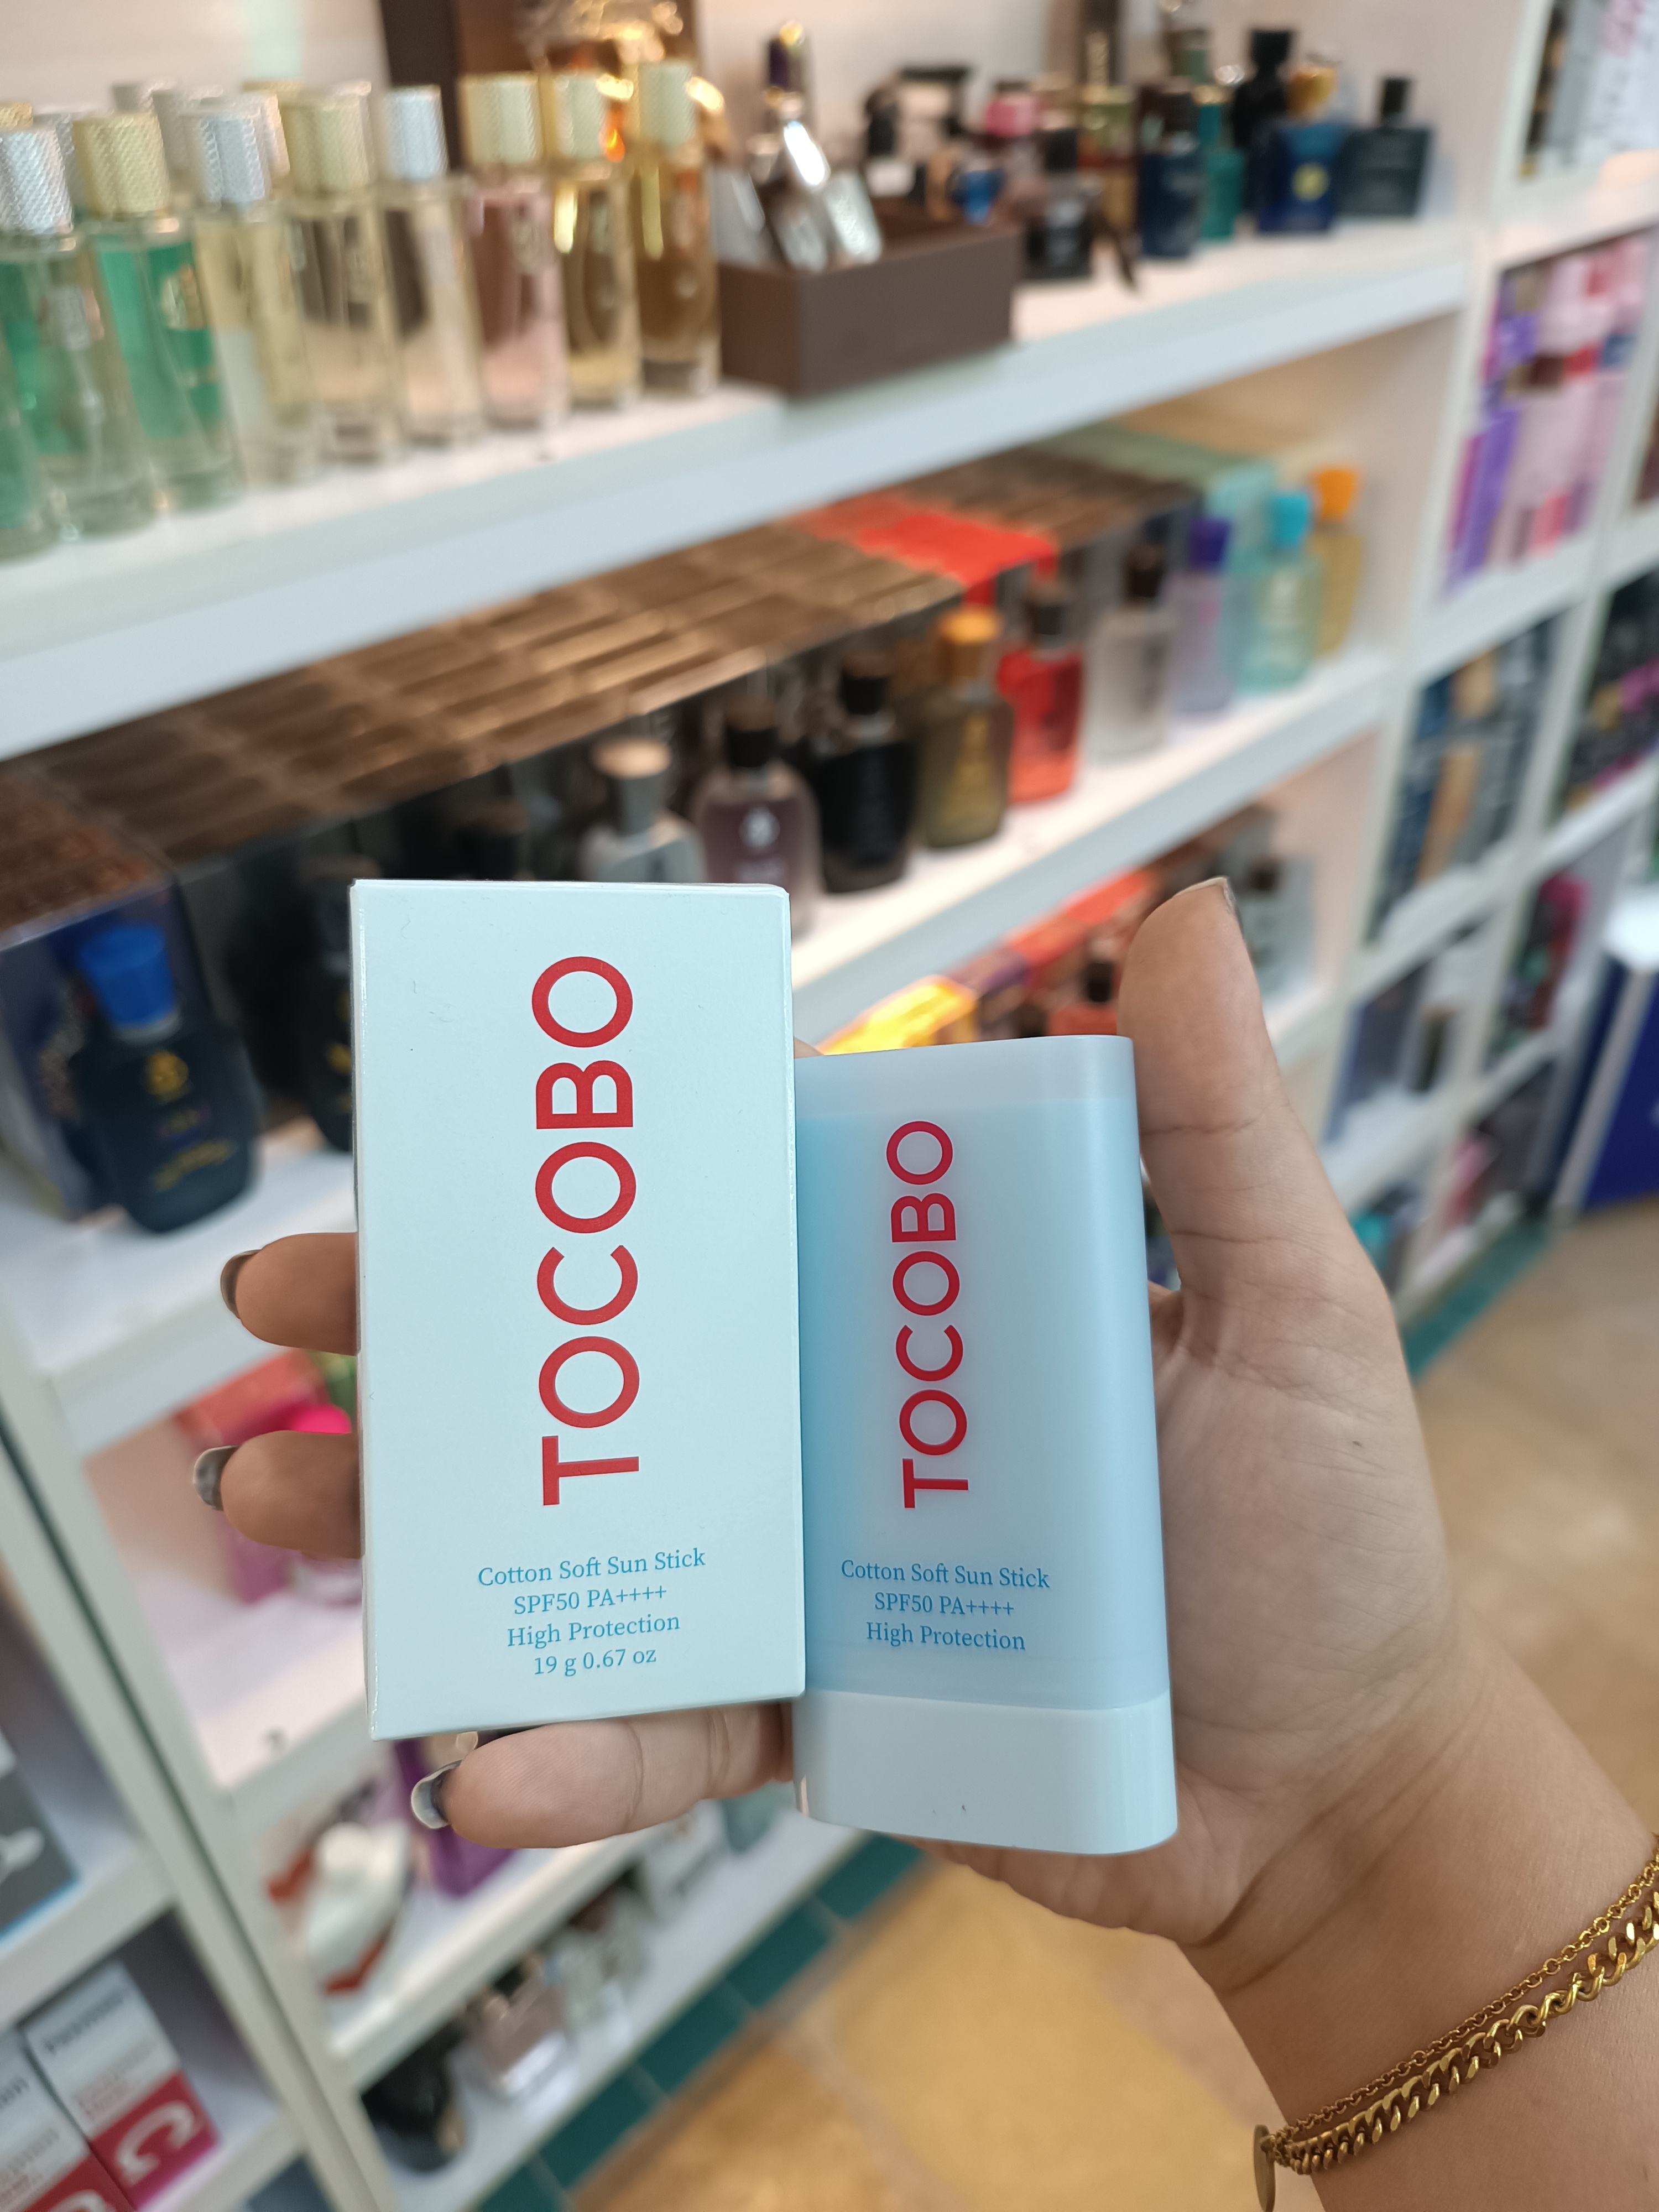 TOCOBO
Cotton Soft Sun Stick
SPF50 PA++++
High Protection
19 g 0.67 oz
TOCOBO
Cotton Soft Sun Stick
SPF50 PA++++
High Protection